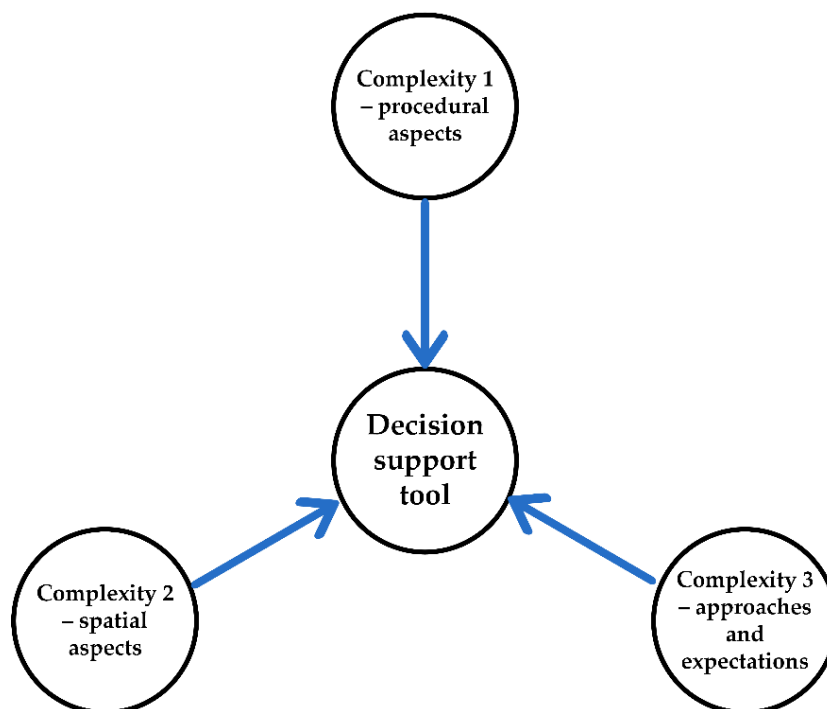 Complexity 1
– procedural
aspects
Decision
support
tool
Complexity 2
– spatial
aspects
Complexity 3
– approaches
and
expectations